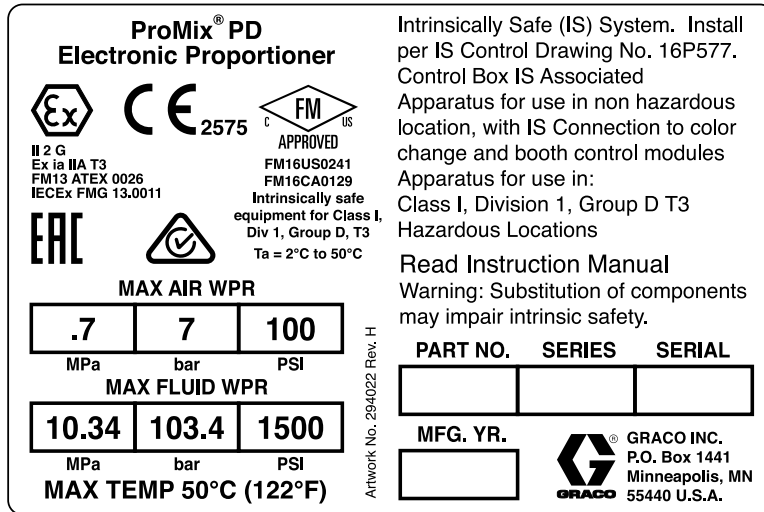 ProMix® PD
Electronic Proportioner
Ex
CE 2575
C FM US
APPROVED
II 2 G
Ex ia IIA T3
FM13 ATEX 0026
IECEx FMG 13.0011
FM16US0241
FM16CA0129
Intrinsically safe
equipment for Class I,
Div 1, Group D, T3
Ta = 2°C to 50°C
EAC
MAX AIR WPR
.7 7 100
MPa bar PSI
MAX FLUID WPR
10.34 103.4 1500
MPa bar PSI
MAX TEMP 50°C (122°F)
Artwork No. 294022 Rev. H
Intrinsically Safe (IS) System. Install
per IS Control Drawing No. 16P577.
Control Box IS Associated
Apparatus for use in non hazardous
location, with IS Connection to color
change and booth control modules
Apparatus for use in:
Class I, Division 1, Group D T3
Hazardous Locations
Read Instruction Manual
Warning: Substitution of components
may impair intrinsic safety.
PART NO. SERIES SERIAL
MFG. YR.
G®
GRACO
GRACO INC.
P.O. Box 1441
Minneapolis, MN
55440 U.S.A.